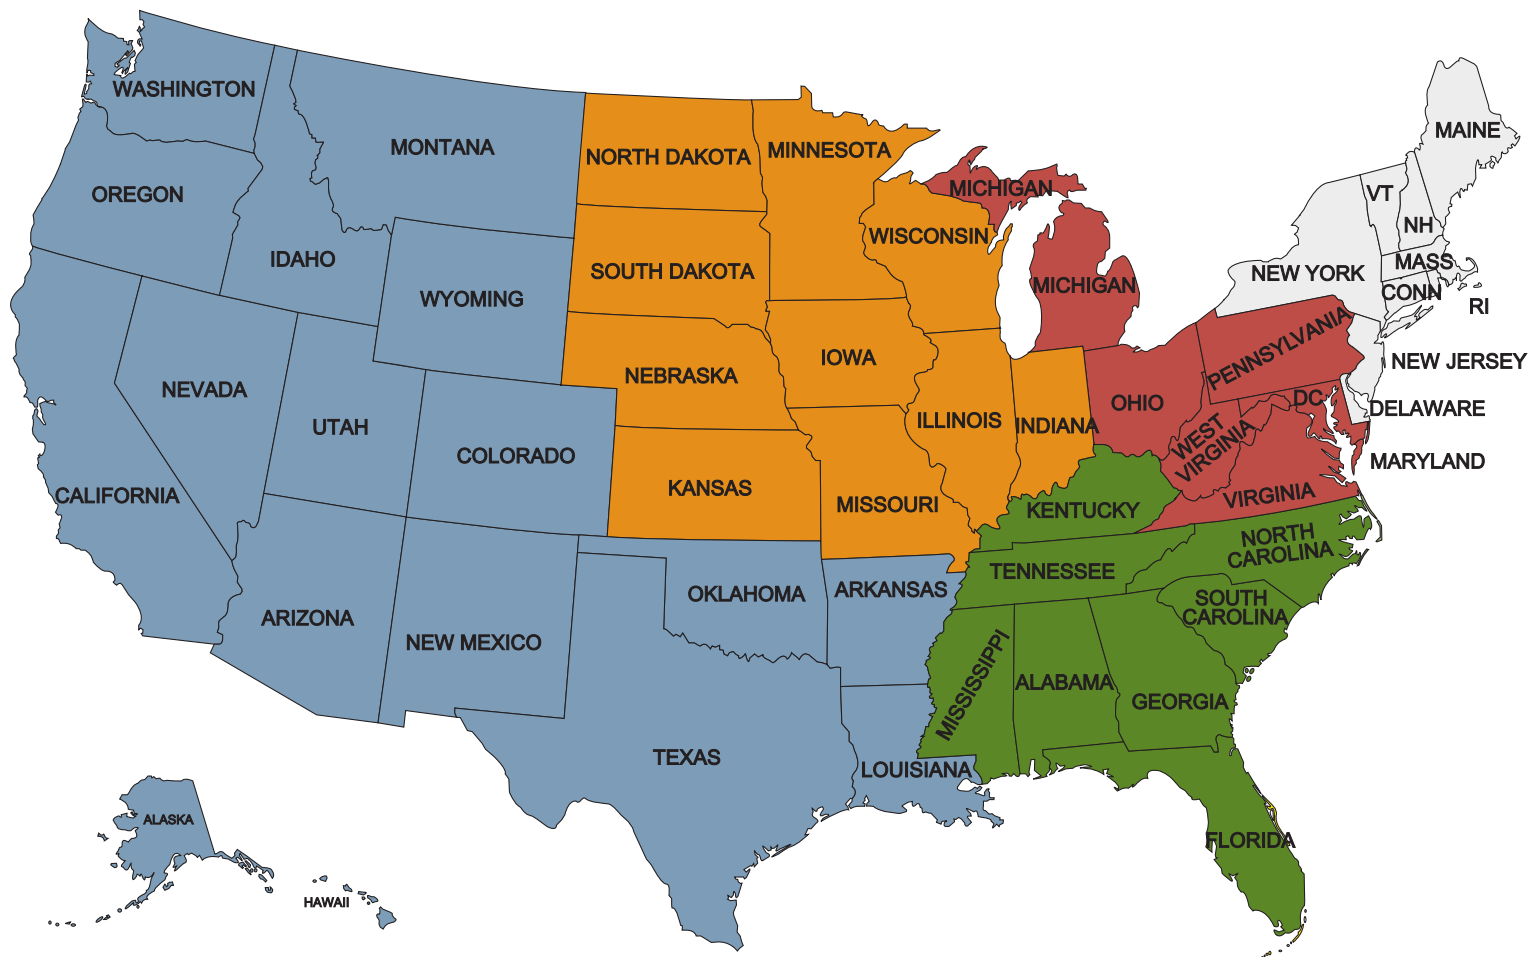 WASHINGTON
MONTANA
NORTH DAKOTA
MINNESOTA
MAINE
OREGON
MICHIGAN
VT
NH
WISCONSIN
IDAHO
WYOMING
SOUTH DAKOTA
MICHIGAN
NEW YORK
MASS
CONN
RI
NEVADA
NEBRASKA
IOWA
PENNSYLVANIA
NEW JERSEY
UTAH
COLORADO
ILLINOIS
INDIANA
OHIO
DC
DELAWARE
WEST
VIRGINIA
MARYLAND
CALIFORNIA
KANSAS
MISSOURI
KENTUCKY
VIRGINIA
NORTH
CAROLINA
TENNESSEE
ARIZONA
NEW MEXICO
OKLAHOMA
ARKANSAS
SOUTH
CAROLINA
MISSISSIPPI
ALABAMA
GEORGIA
TEXAS
LOUISIANA
ALASKA
FLORIDA
HAWAII